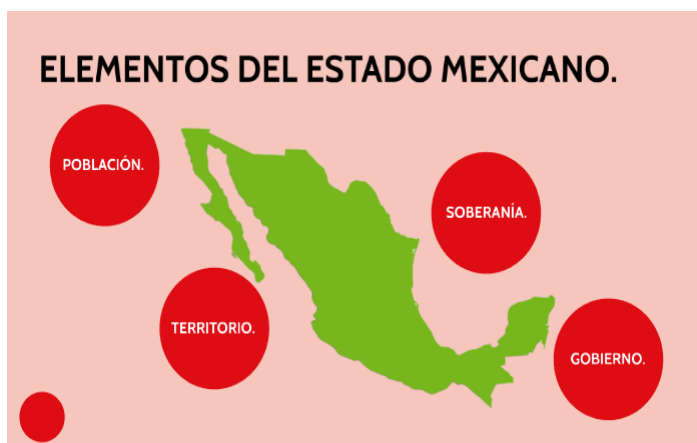 ELEMENTOS DEL ESTADO MEXICANO.
POBLACIÓN.
SOBERANÍA.
TERRITORIO.
GOBIERNO.